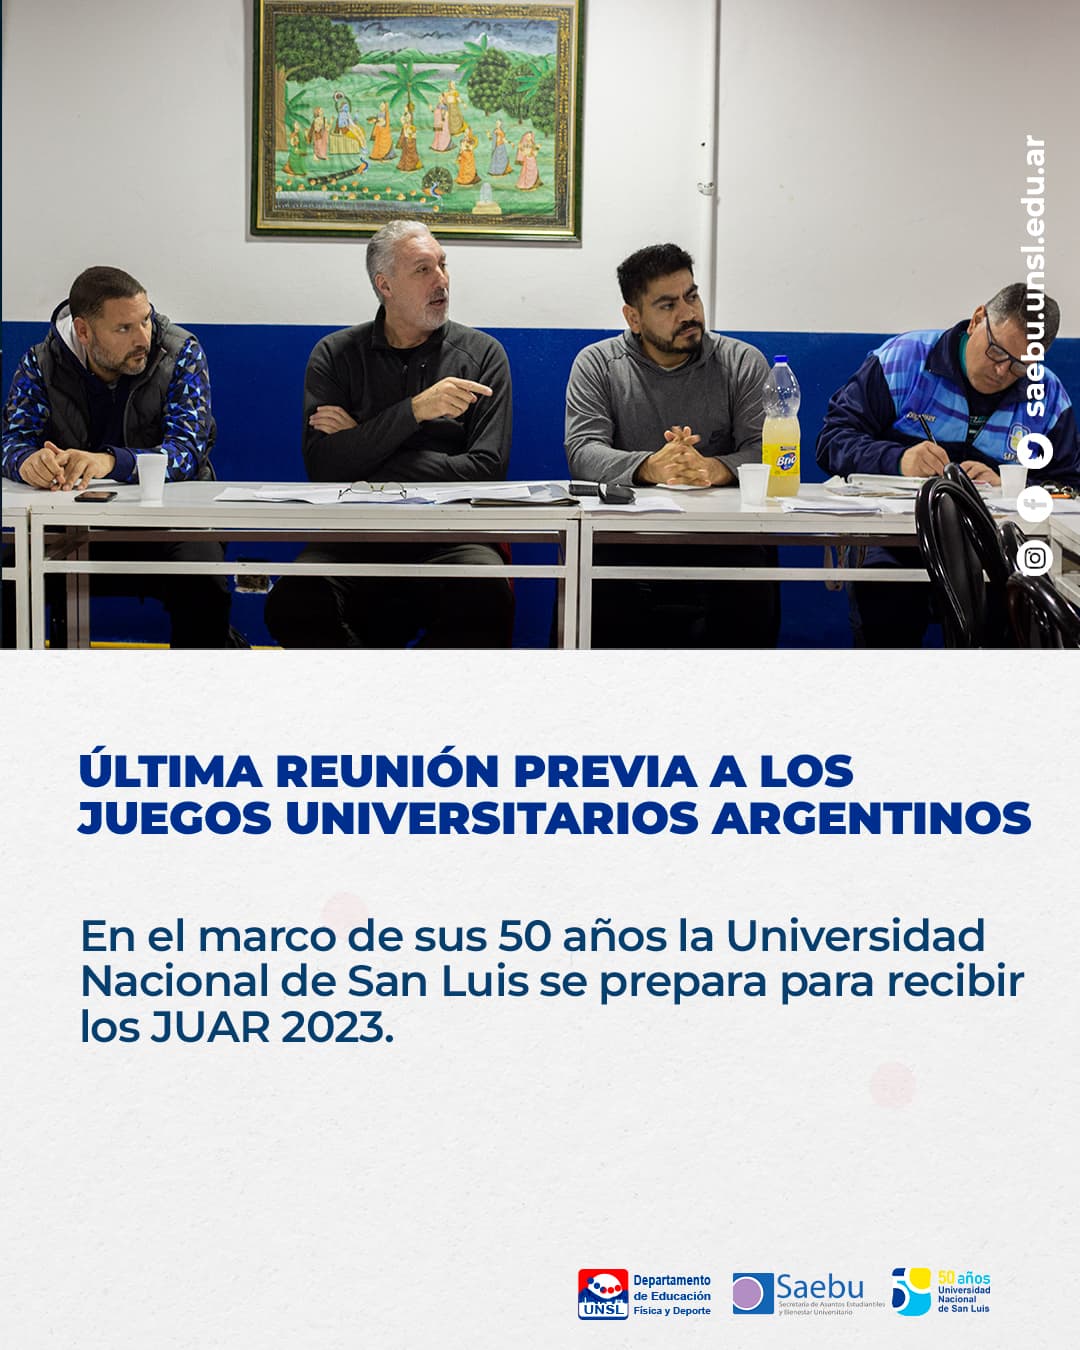 saebu.unsl.edu.ar
Brio
ÚLTIMA REUNIÓN PREVIA A LOS
JUEGOS UNIVERSITARIOS ARGENTINOS
En el marco de sus 50 años la Universidad
Nacional de San Luis se prepara para recibir
los JUAR 2023.
UNSL
Departamento
de Educación
Física y Deporte
Saebu
Secretaría de Asuntos Estudiantiles
y Bienestar Universitario
50 años
Universidad
Nacional
de San Luis